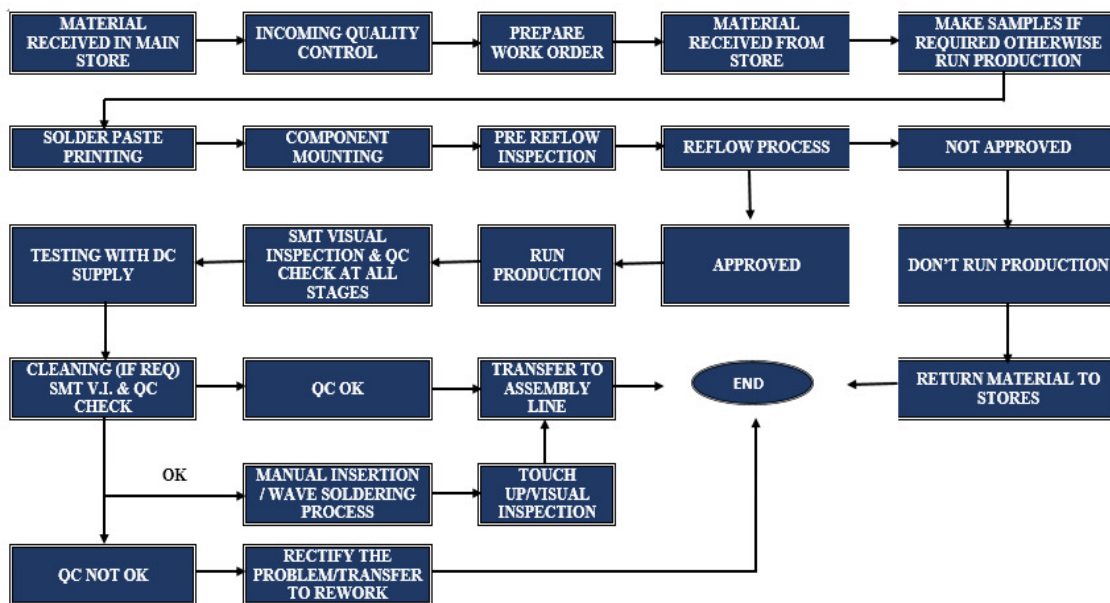 MATERIAL
RECEIVED IN MAIN
STORE
INCOMING QUALITY
CONTROL
PREPARE
WORK ORDER
MATERIAL
RECEIVED FROM
STORE
MAKE SAMPLES IF
REQUIRED OTHERWISE
RUN PRODUCTION
SOLDER PASTE
PRINTING
COMPONENT
MOUNTING
PRE REFLOW
INSPECTION
REFLOW PROCESS
NOT APPROVED
TESTING WITH DC
SUPPLY
SMT VISUAL
INSPECTION & QC
CHECK AT ALL
STAGES
RUN
PRODUCTION
APPROVED
DON'T RUN PRODUCTION
CLEANING (IF REQ)
SMT V.I. & QC
CHECK
QC OK
TRANSFER TO
ASSEMBLY
LINE
END
RETURN MATERIAL TO
STORES
OK
MANUAL INSERTION
/ WAVE SOLDERING
PROCESS
TOUCH
UP/VISUAL
INSPECTION
QC NOT OK
RECTIFY THE
PROBLEM/TRANSFER
TO REWORK